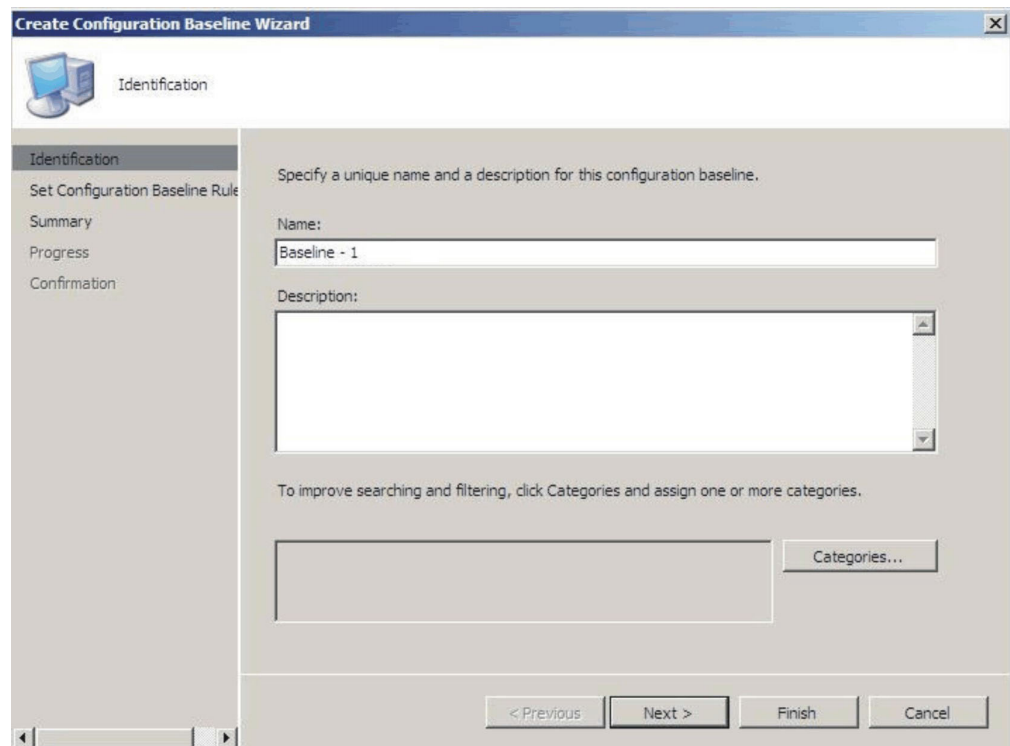 Create Configuration Baseline Wizard
Identification
Identification
Set Configuration Baseline Rule
Summary
Progress
Confirmation
Specify a unique name and a description for this configuration baseline.
Name:
Baseline - 1
Description:
To improve searching and filtering, click Categories and assign one or more categories.
Categories...
< Previous
Next >
Finish
Cancel